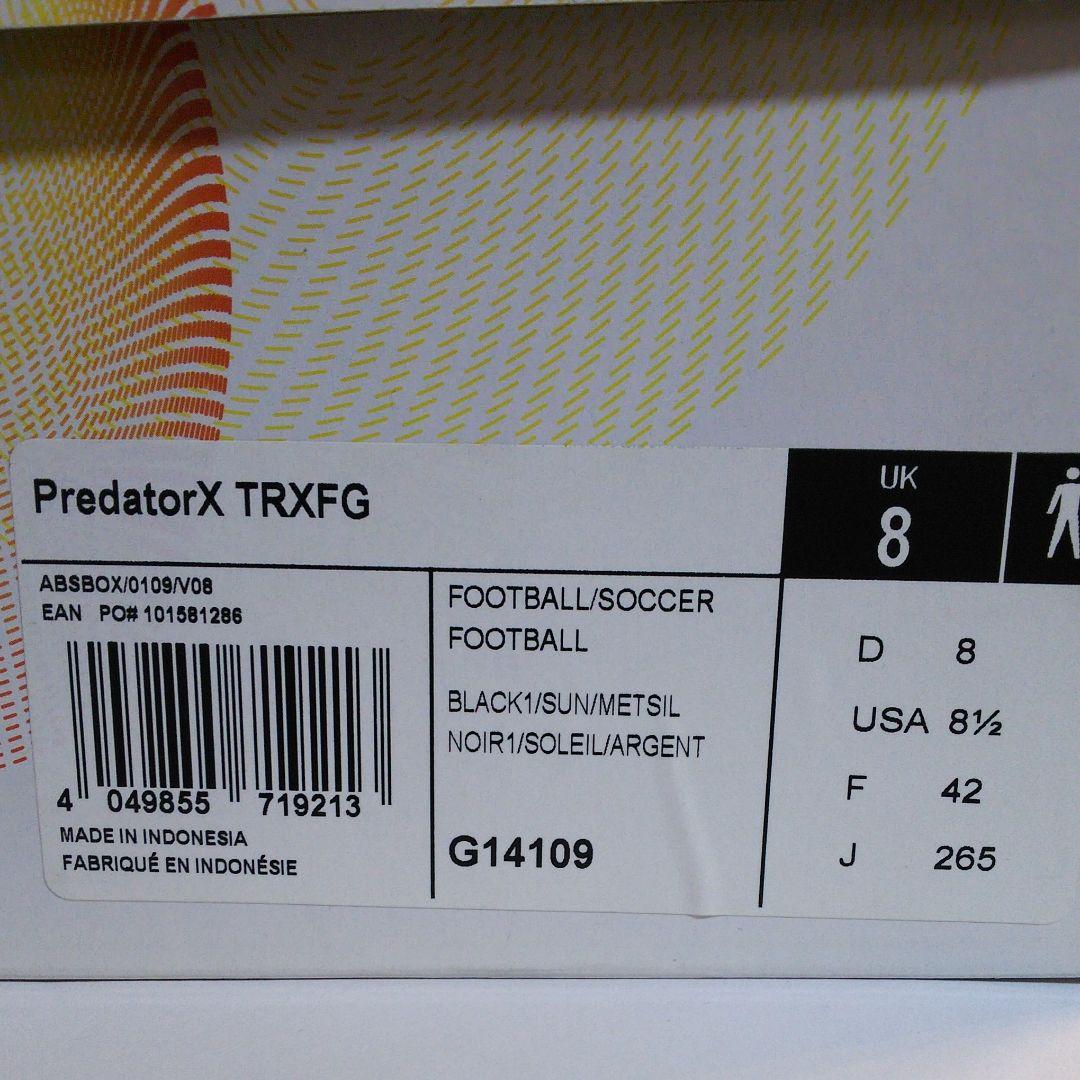 PredatorX TRXFG
UK
8
ABSBOX/0109/V08
EAN PO# 101581286
4 049855 719213
MADE IN INDONESIA
FABRIQUÉ EN INDONÉSIE
FOOTBALL/SOCCER
FOOTBALL
BLACK1/SUN/METSIL
NOIR1/SOLEIL/ARGENT
G14109
D 8
USA 8½
F 42
J 265